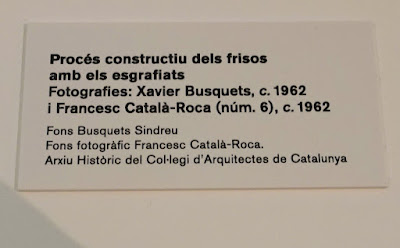 Procés constructiu dels frisos
amb els esgrafiats
Fotografies: Xavier Busquets, c. 1962
i Francesc Català-Roca (núm. 6), c. 1962
Fons Busquets Sindreu
Fons fotogràfic Francesc Català-Roca.
Arxiu Històric del Col·legi d'Arquitectes de Catalunya